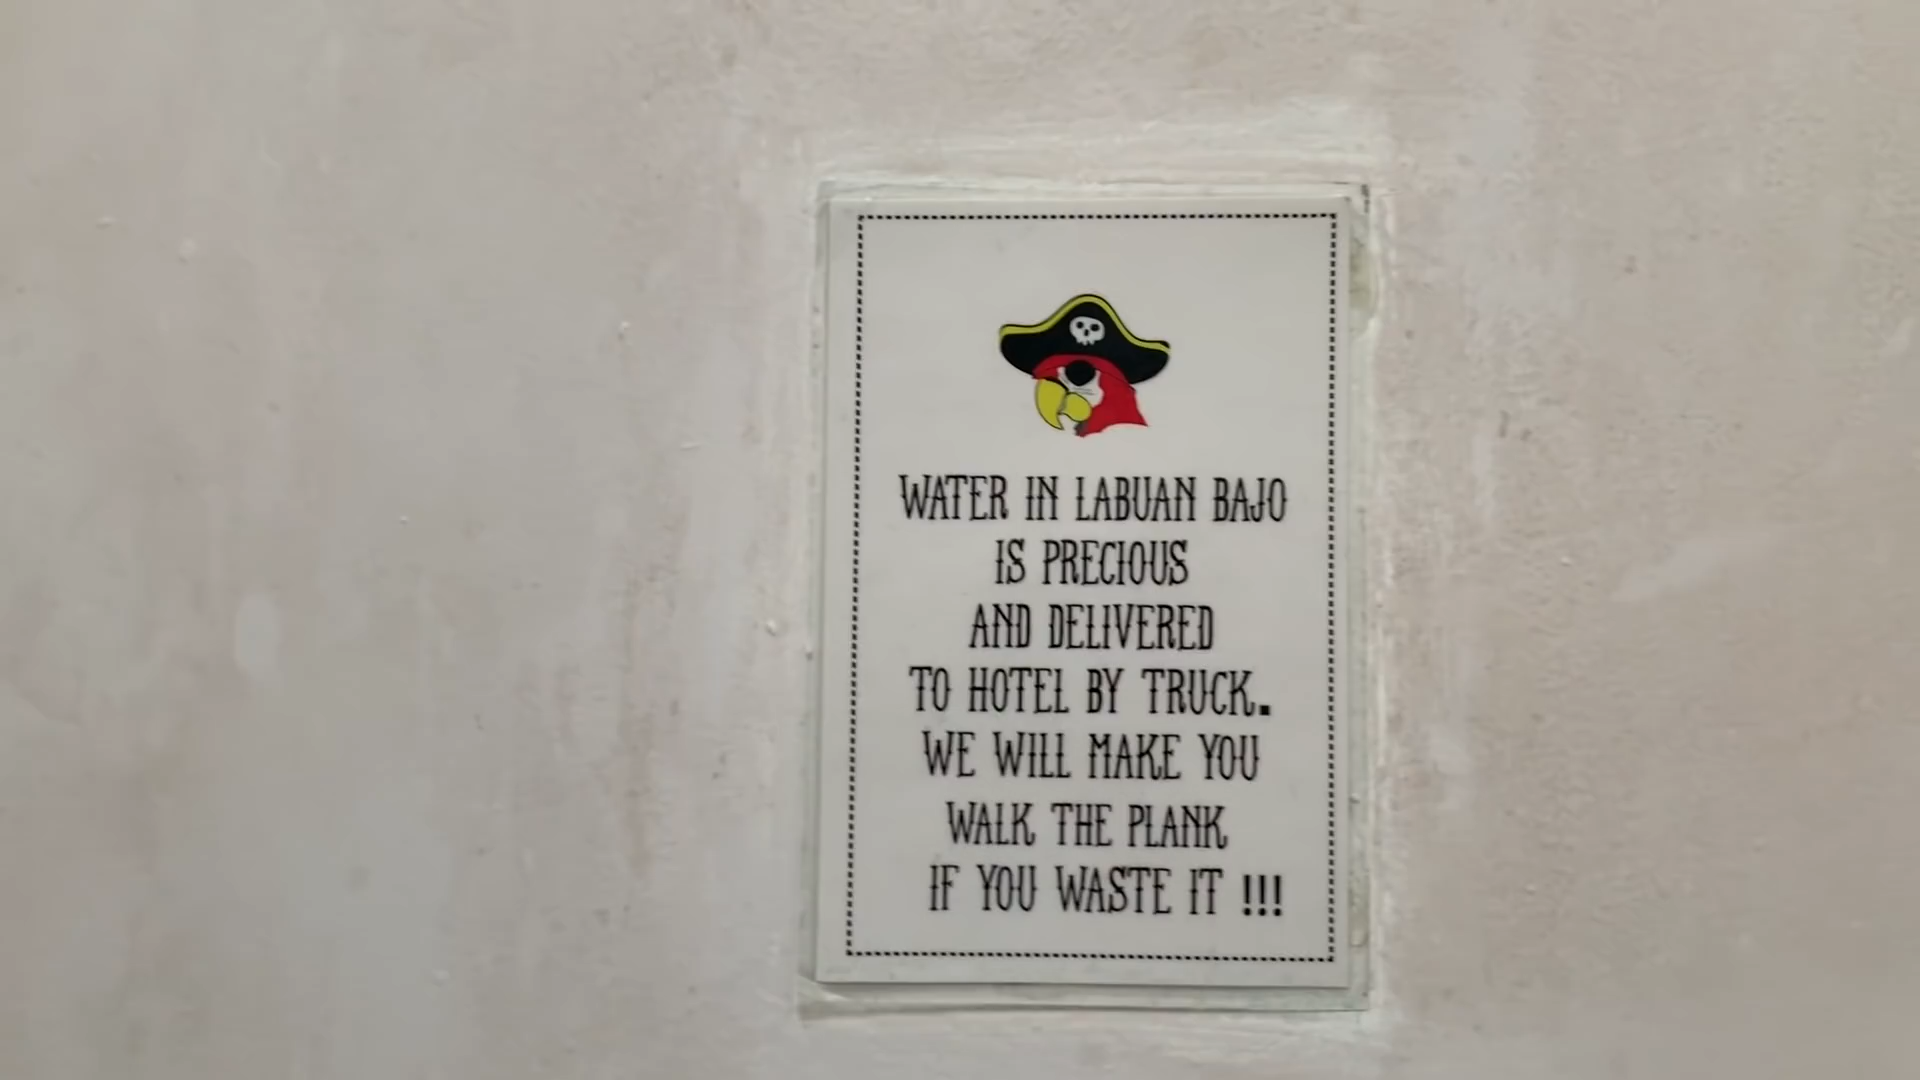 WATER IN LABUAN BAJO
IS PRECIOUS
AND DELIVERED
TO HOTEL BY TRUCK.
WE WILL MAKE YOU
WALK THE PLANK
IF YOU WASTE IT !!!